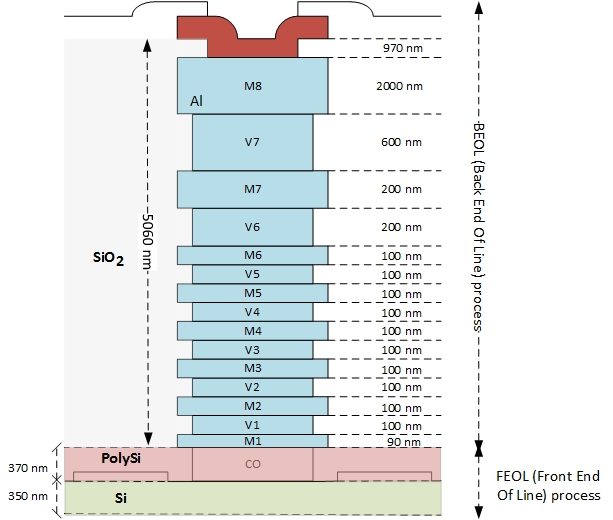 970 nm
M8
2000 nm
Al
V7
600 nm
M7
200 nm
V6
200 nm
5060 nm
SiO2
M6
100 nm
V5
100 nm
M5
100 nm
V4
100 nm
M4
100 nm
V3
100 nm
M3
100 nm
V2
100 nm
M2
100 nm
V1
100 nm
M1
90 nm
BEOL (Back End Of Line) process
PolySi
CO
370 nm
Si
350 nm
FEOL (Front End
Of Line) process